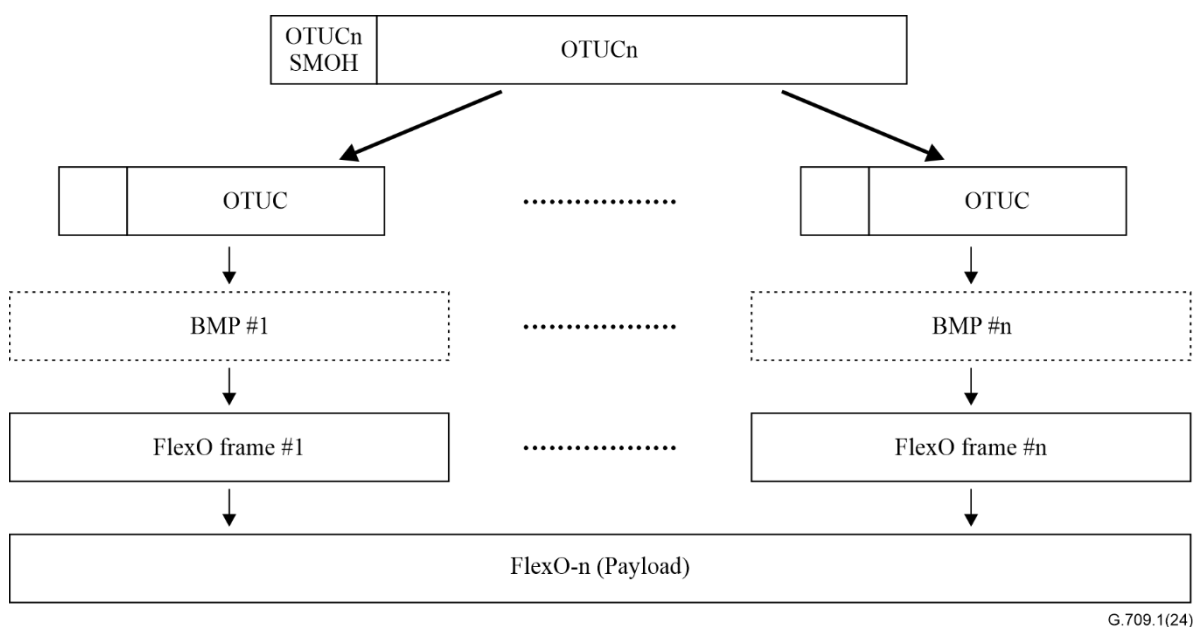 OTUCn
SMOH
OTUCn
OTUC
OTUC
BMP #1
BMP #n
FlexO frame #1
FlexO frame #n
FlexO-n (Payload)
G.709.1(24)